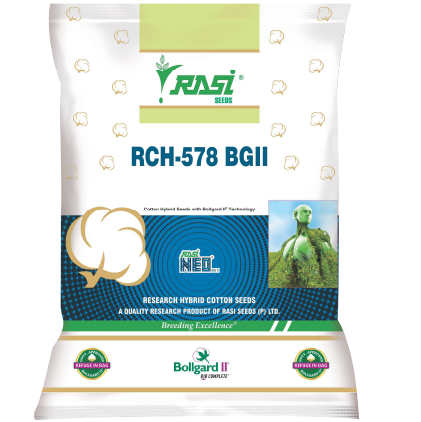 RASI ®
SEEDS
RCH-578 BGII
Cotton Hybrid Seeds with Bollgard II® Technology
RASI
NEO
RESEARCH HYBRID COTTON SEEDS
A QUALITY RESEARCH PRODUCT OF RASI SEEDS (P) LTD.
Breeding Excellence®
REFUGE IN BAG
Bollgard II®
REFUGE IN BAG